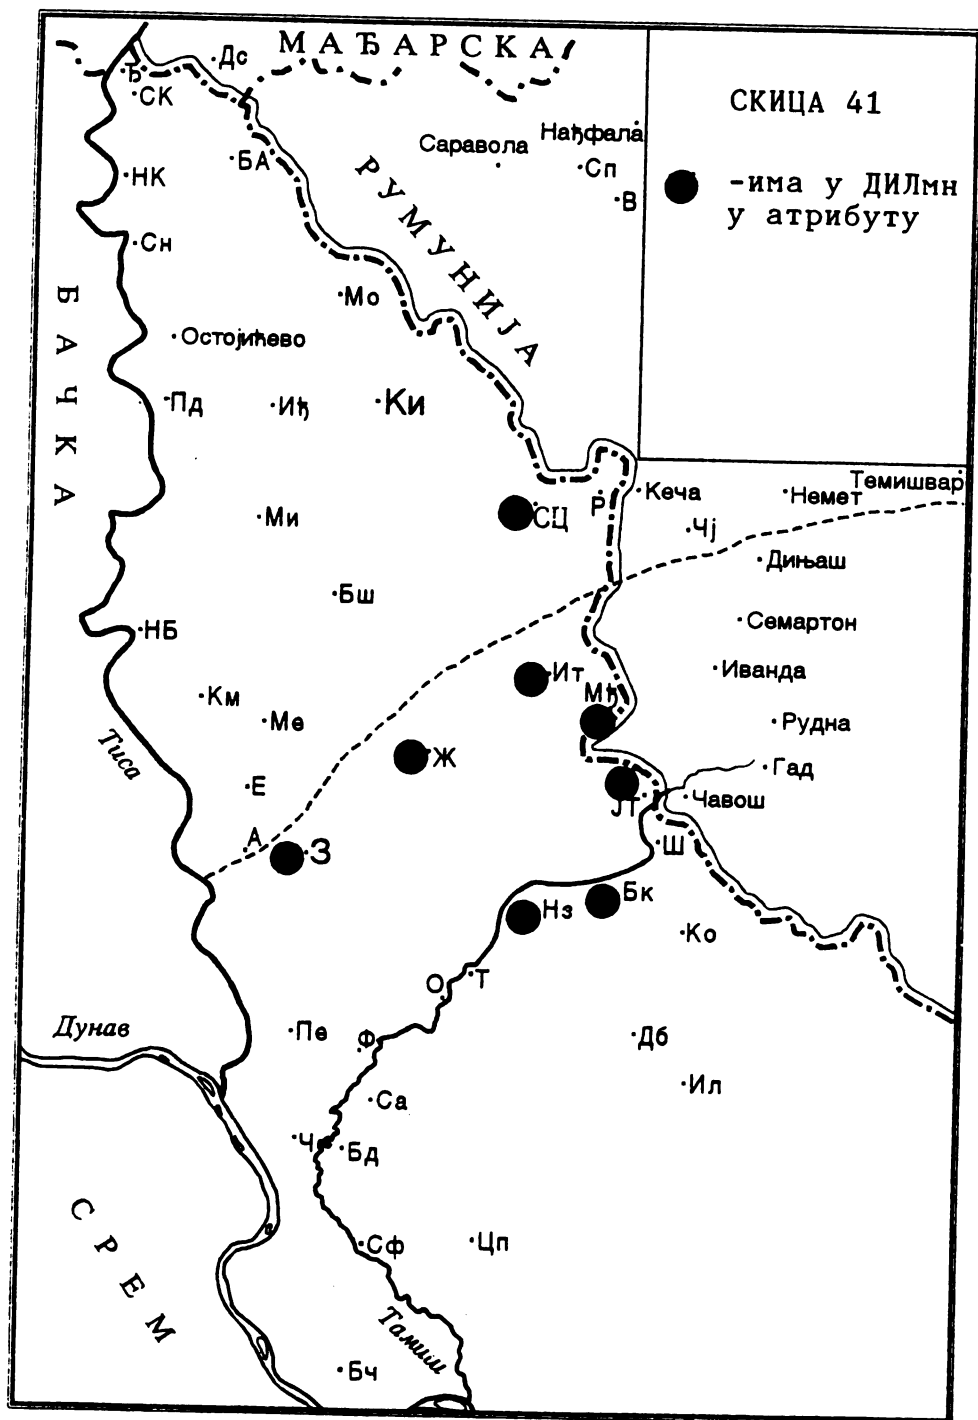 МАЂАРСКА
Ђ
Дс
СК
СКИЦА 41
Саравола
Нађфала
Сп
БА
НК
В
-има у ДИЛмн
у атрибуту
РУМУНИЈА
Сн
Мо
БАЧКА
Остојићево
Пд
Иђ
Ки
Темишвар
Кеча
Немет
Р
СЦ
Чј
Ми
Дињаш
Бш
НБ
Семартон
Ит
Иванда
Км
Мђ
Ме
Рудна
Тиса
Ж
Гад
Е
ЈТ
Чавош
А
З
Ш
Нз
Бк
Ко
О
Т
Дунав
Пе
Ф
Дб
Ил
Са
Ч
Бд
СРЕМ
Сф
Цп
Тамиш
Бч